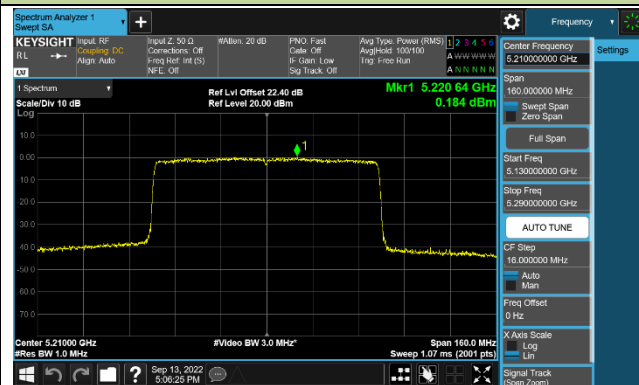 Spectrum Analyzer 1
Swept SA
+
Frequency
KEYSIGHT
RL
LXI
Input: RF
Coupling: DC
Align: Auto
Input Z: 50 Ω
Corrections: Off
Freq Ref: Int (S)
NFE: Off
#Atten: 20 dB
PNO: Fast
Gate: Off
IF Gain: Low
Sig Track: Off
Avg Type: Power (RMS)
Avg|Hold: 100/100
Trig: Free Run
1 2 3 4 5 6
A W W W W W
A N N N N N
1 Spectrum
Scale/Div 10 dB
Log
Ref Lvl Offset 22.40 dB
Ref Level 20.00 dBm
Mkr1 5.220 64 GHz
0.184 dBm
10.0
0.00
-10.0
-20.0
-30.0
-40.0
-50.0
-60.0
-70.0
1
Center 5.21000 GHz
#Res BW 1.0 MHz
#Video BW 3.0 MHz*
Span 160.0 MHz
Sweep 1.07 ms (2001 pts)
?
Sep 13, 2022
5:06:25 PM
Center Frequency
5.210000000 GHz
Settings
Span
160.000000 MHz
Swept Span
Zero Span
Full Span
Start Freq
5.130000000 GHz
Stop Freq
5.290000000 GHz
AUTO TUNE
CF Step
16.000000 MHz
Auto
Man
Freq Offset
0 Hz
X Axis Scale
Log
Lin
Signal Track
(Span Zoom)